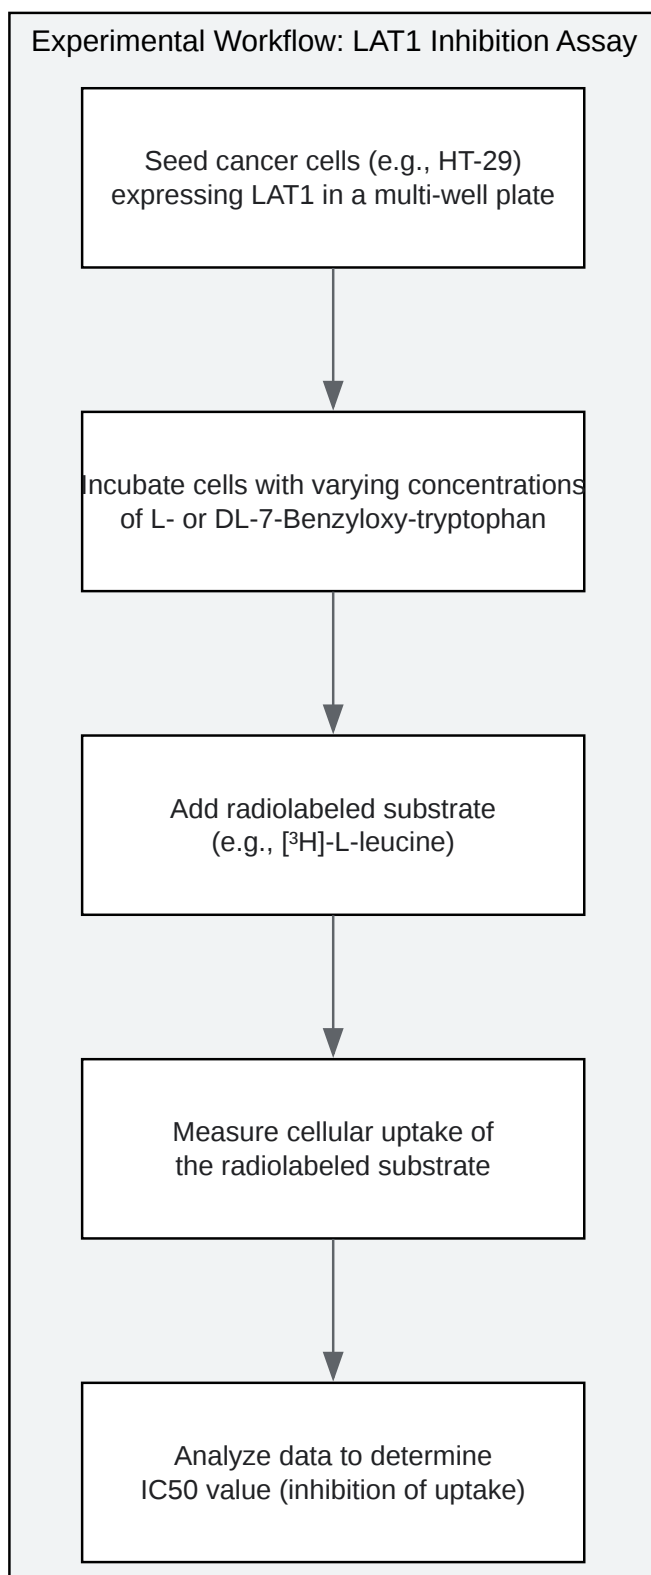 Experimental Workflow: LAT1 Inhibition Assay
Seed cancer cells (e.g., HT-29)
expressing LAT1 in a multi-well plate
Incubate cells with varying concentrations
of L- or DL-7-Benzyloxy-tryptophan
Add radiolabeled substrate
(e.g., [³H]-L-leucine)
Measure cellular uptake of
the radiolabeled substrate
Analyze data to determine
IC50 value (inhibition of uptake)